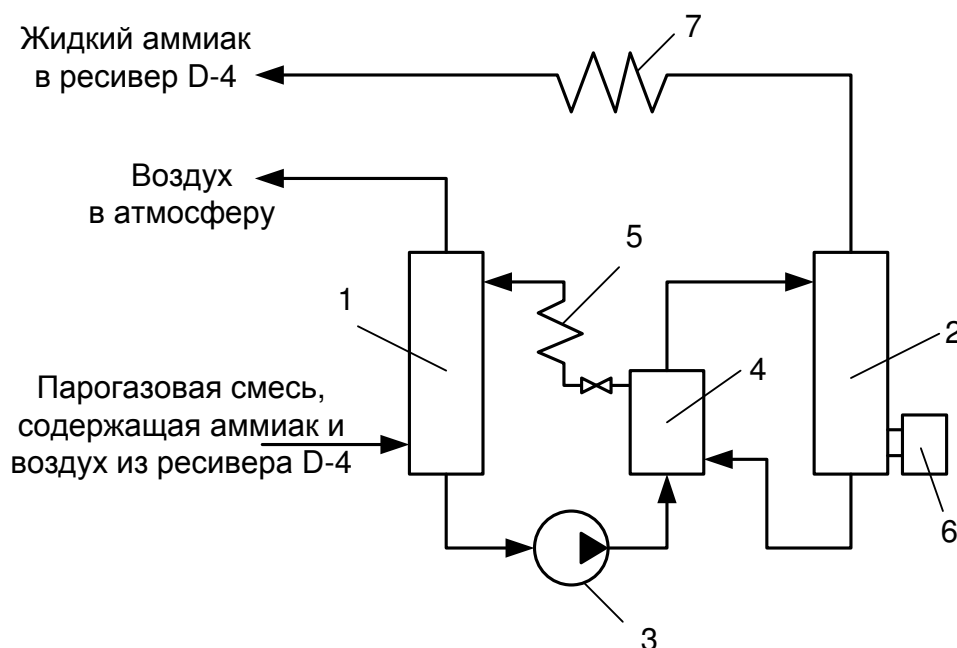 Жидкий аммиак
в ресивер D-4
7
Воздух
в атмосферу
5
1
2
4
Парогазовая смесь,
содержащая аммиак и
воздух из ресивера D-4
6
3